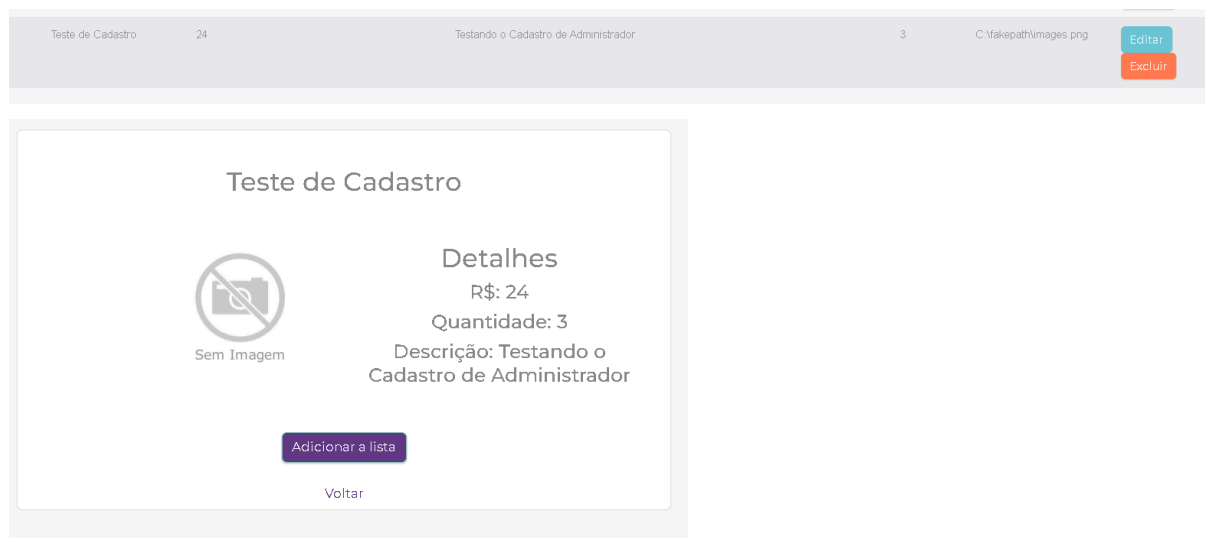 Teste de Cadastro 24 Testando o Cadastro de Administrador 3 C:\fakepath\images.png Editar
Excluir
Teste de Cadastro
Sem Imagem
Detalhes
R$: 24
Quantidade: 3
Descrição: Testando o
Cadastro de Administrador
Adicionar a lista
Voltar